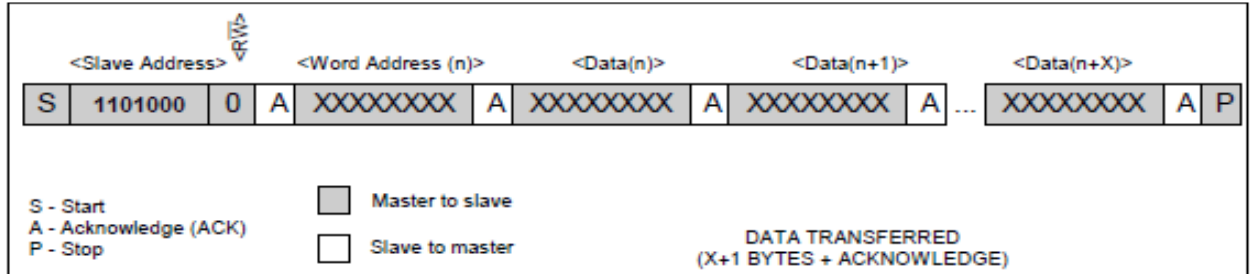 <Slave Address> <RW̅> <Word Address (n)> <Data(n)> <Data(n+1)> <Data(n+X)>
S 1101000 0 A XXXXXXXX A XXXXXXXX A XXXXXXXX A ... XXXXXXXX A P
S - Start
A - Acknowledge (ACK)
P - Stop
Master to slave
Slave to master
DATA TRANSFERRED
(X+1 BYTES + ACKNOWLEDGE)